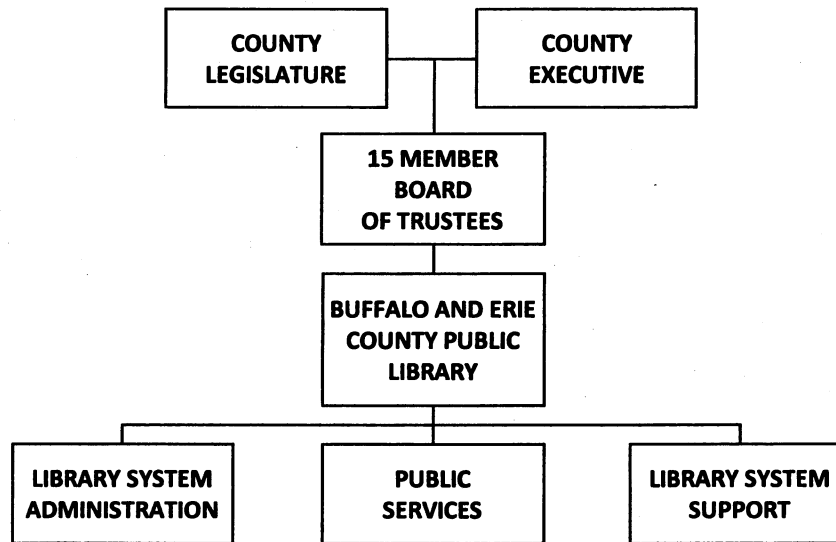 COUNTY
LEGISLATURE
COUNTY
EXECUTIVE
15 MEMBER
BOARD
OF TRUSTEES
BUFFALO AND ERIE
COUNTY PUBLIC
LIBRARY
LIBRARY SYSTEM
ADMINISTRATION
PUBLIC
SERVICES
LIBRARY SYSTEM
SUPPORT